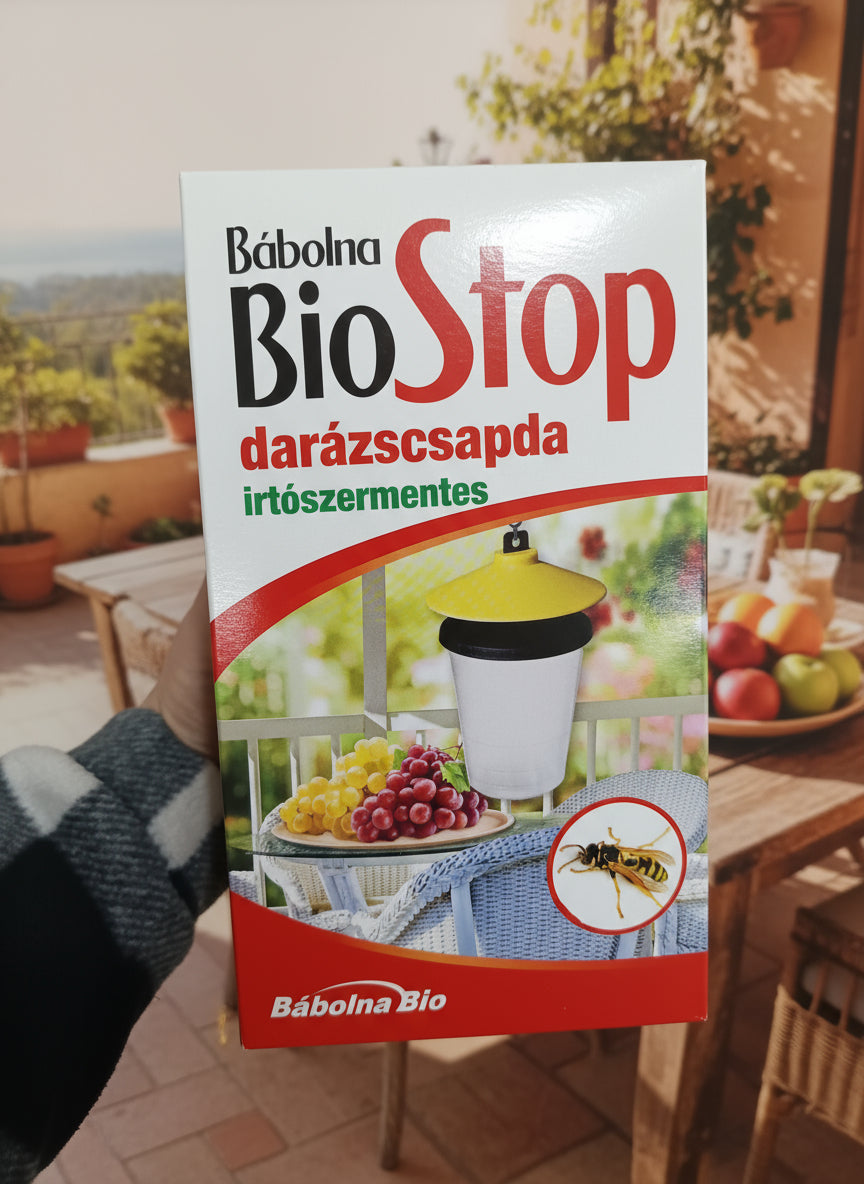 Bábolna
BioStop
darázscsapda
irtószermentes
Bábolna Bio